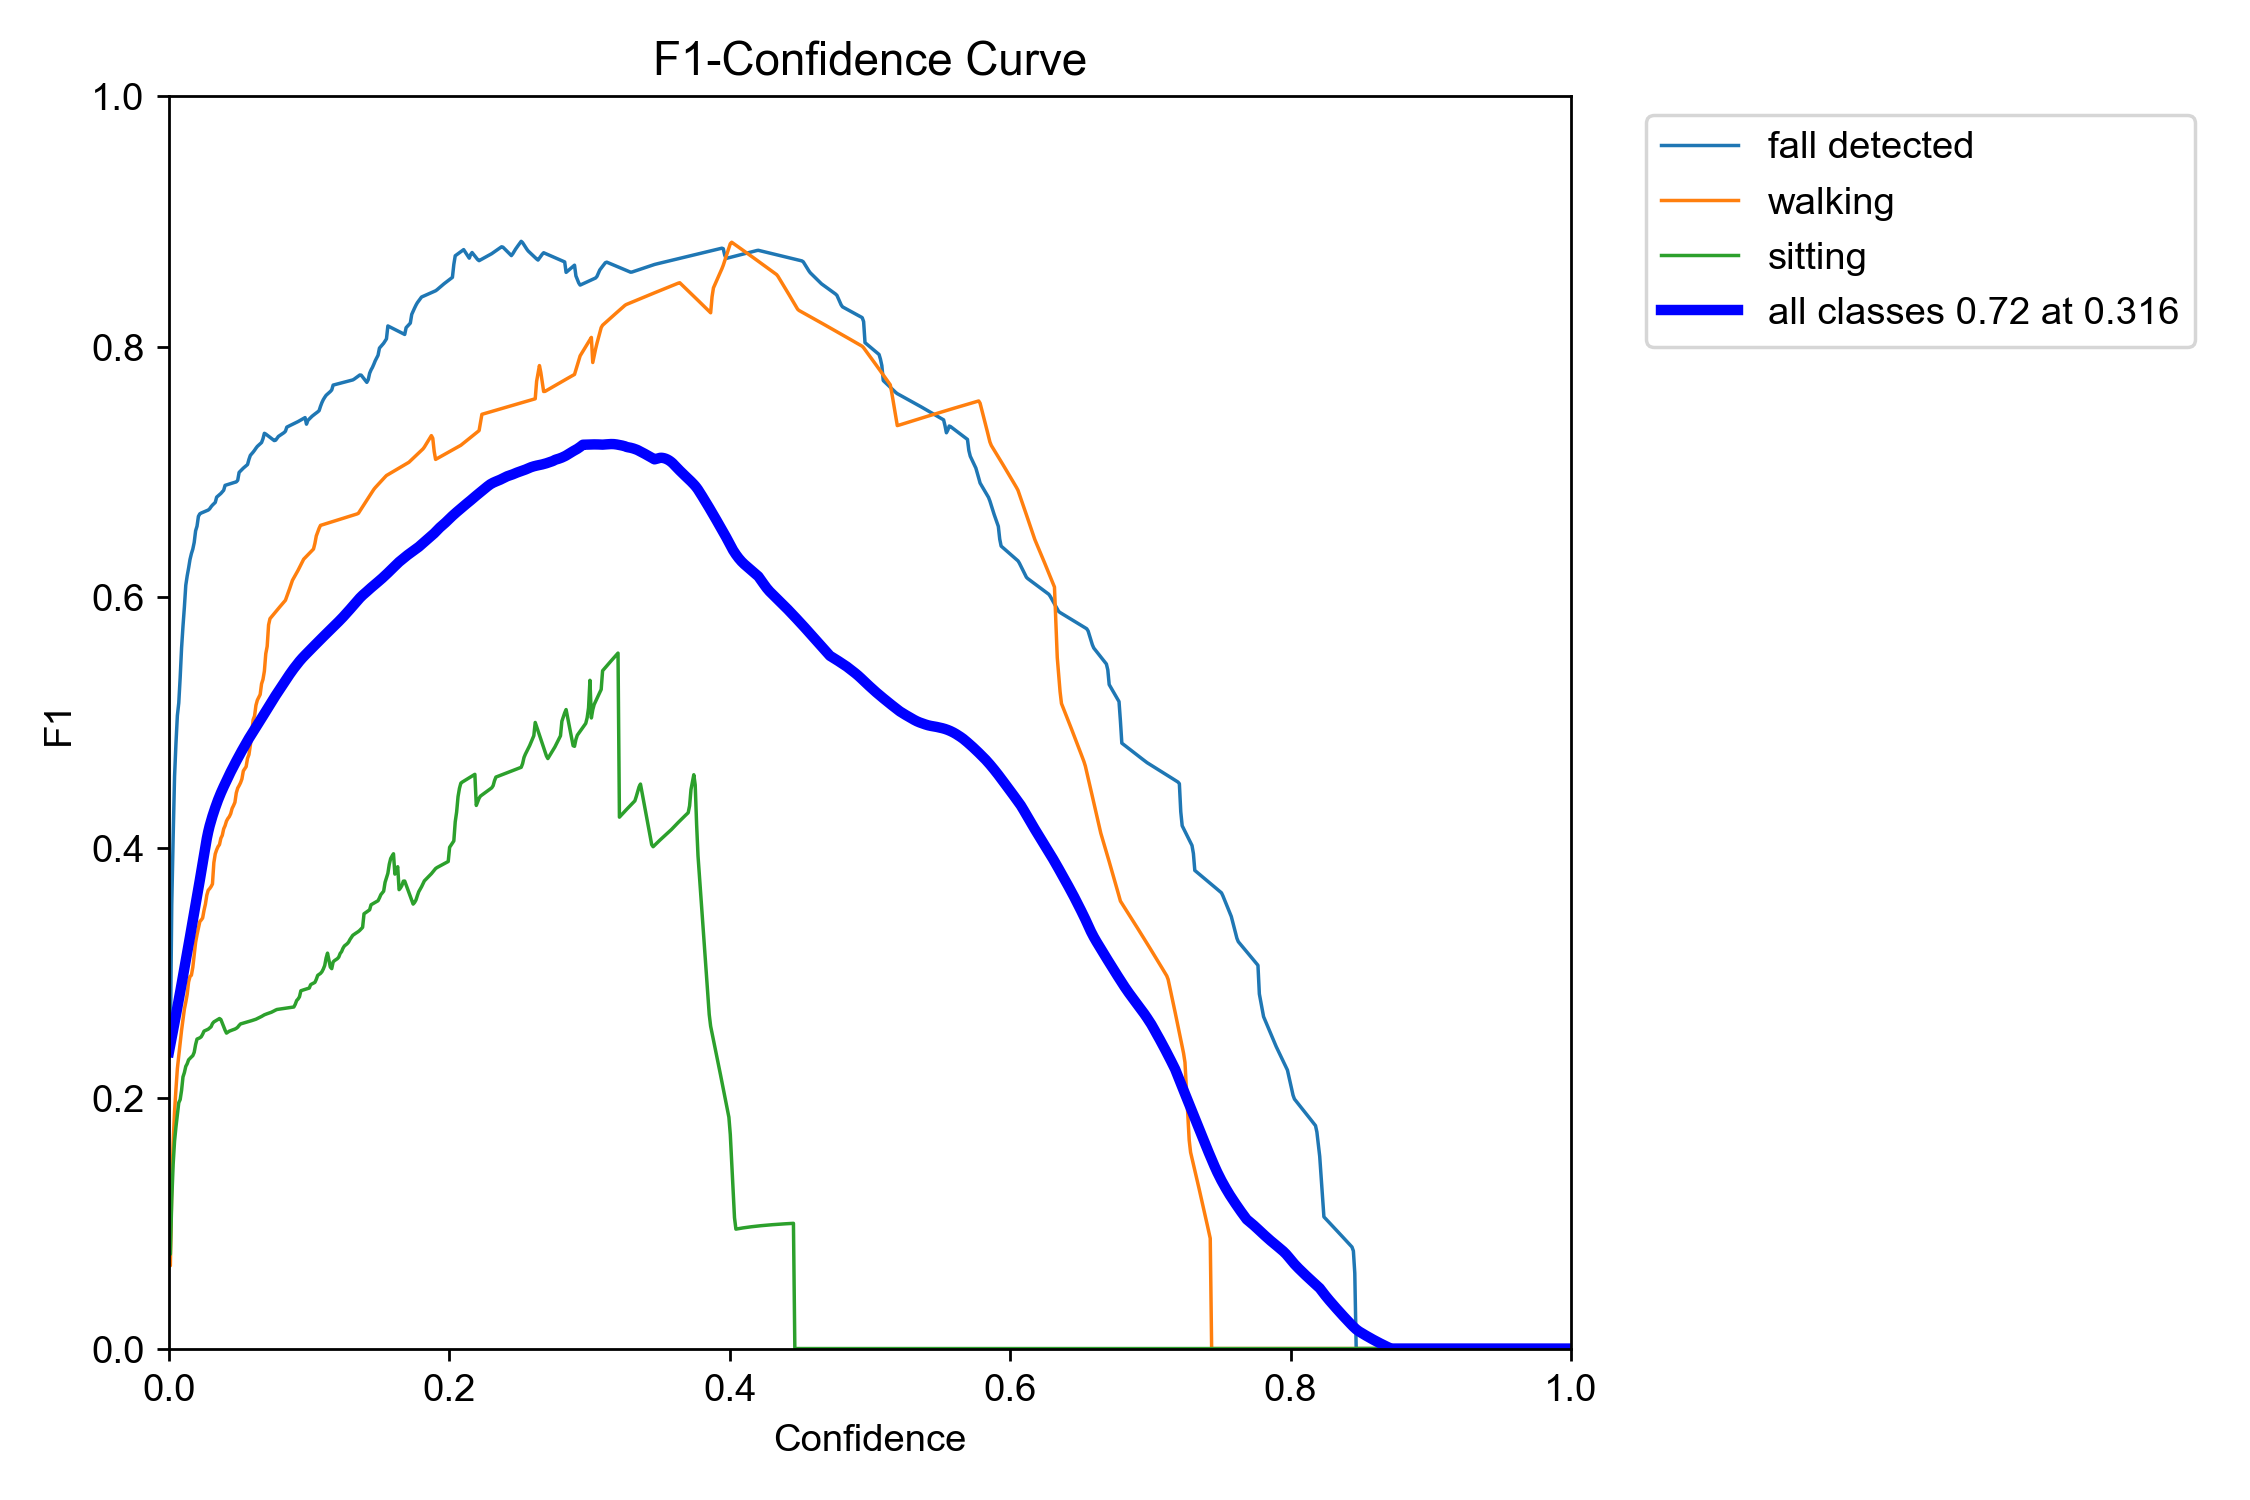 F1-Confidence Curve
1.0
0.8
0.6
0.4
0.2
0.0
F1
0.0 0.2 0.4 0.6 0.8 1.0
Confidence
fall detected
walking
sitting
all classes 0.72 at 0.316